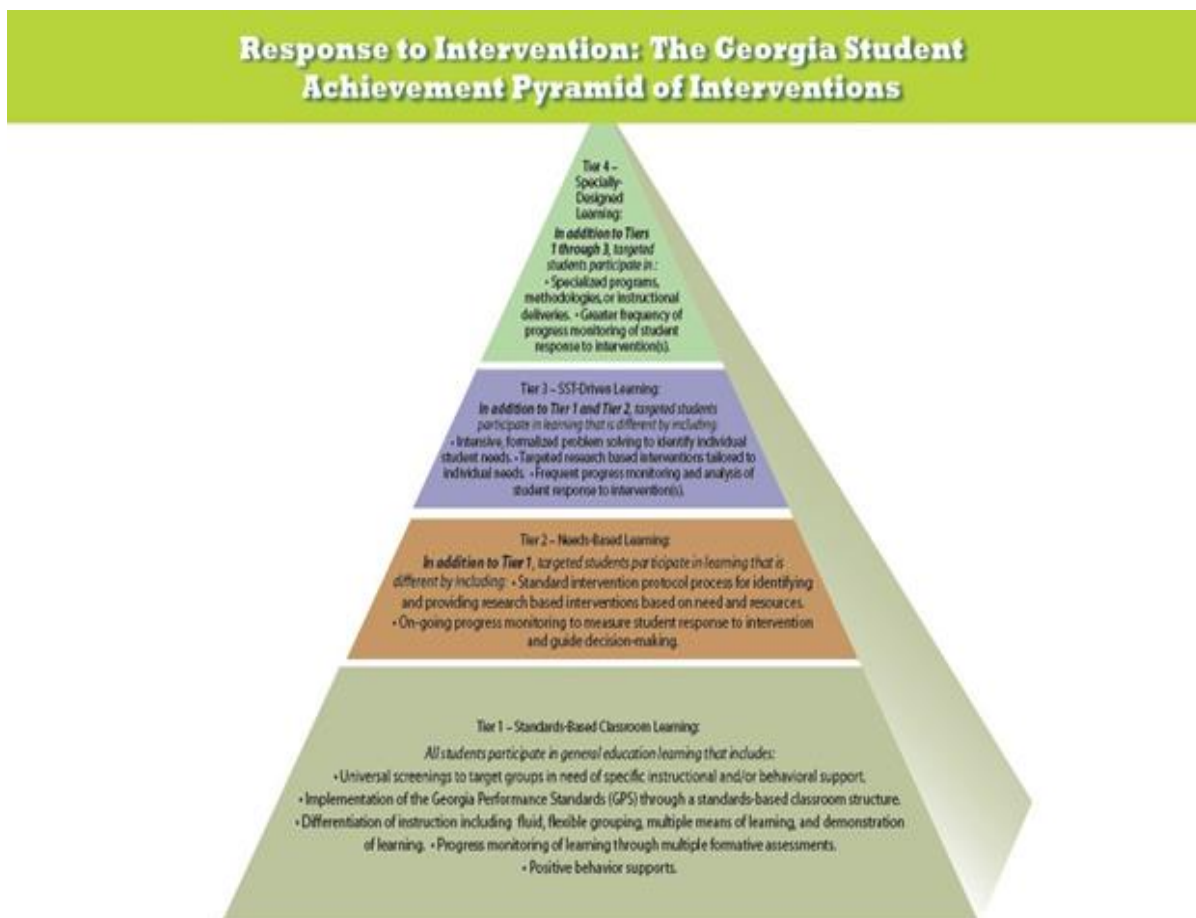 Response to Intervention: The Georgia Student
Achievement Pyramid of Interventions
Tier 4 –
Specially-
Designed
Learning:
In addition to Tiers
1 through 3, targeted
students participate in:
• Specialized programs,
methodologies, or instructional
deliveries. • Greater frequency of
progress monitoring of student
response to intervention(s).
Tier 3 – SST-Driven Learning:
In addition to Tier 1 and Tier 2, targeted students
participate in learning that is different by including:
• Intensive, formalized problem solving to identify individual
student needs. • Targeted research based interventions tailored to
individual needs. • Frequent progress monitoring and analysis of
student response to intervention(s).
Tier 2 – Needs-Based Learning:
In addition to Tier 1, targeted students participate in learning that is
different by including: • Standard intervention protocol process for identifying
and providing research based interventions based on need and resources.
• On-going progress monitoring to measure student response to intervention
and guide decision-making.
Tier 1 – Standards-Based Classroom Learning:
All students participate in general education learning that includes:
• Universal screenings to target groups in need of specific instructional and/or behavioral support.
• Implementation of the Georgia Performance Standards (GPS) through a standards-based classroom structure.
• Differentiation of instruction including fluid, flexible grouping, multiple means of learning, and demonstration
of learning. • Progress monitoring of learning through multiple formative assessments.
• Positive behavior supports.